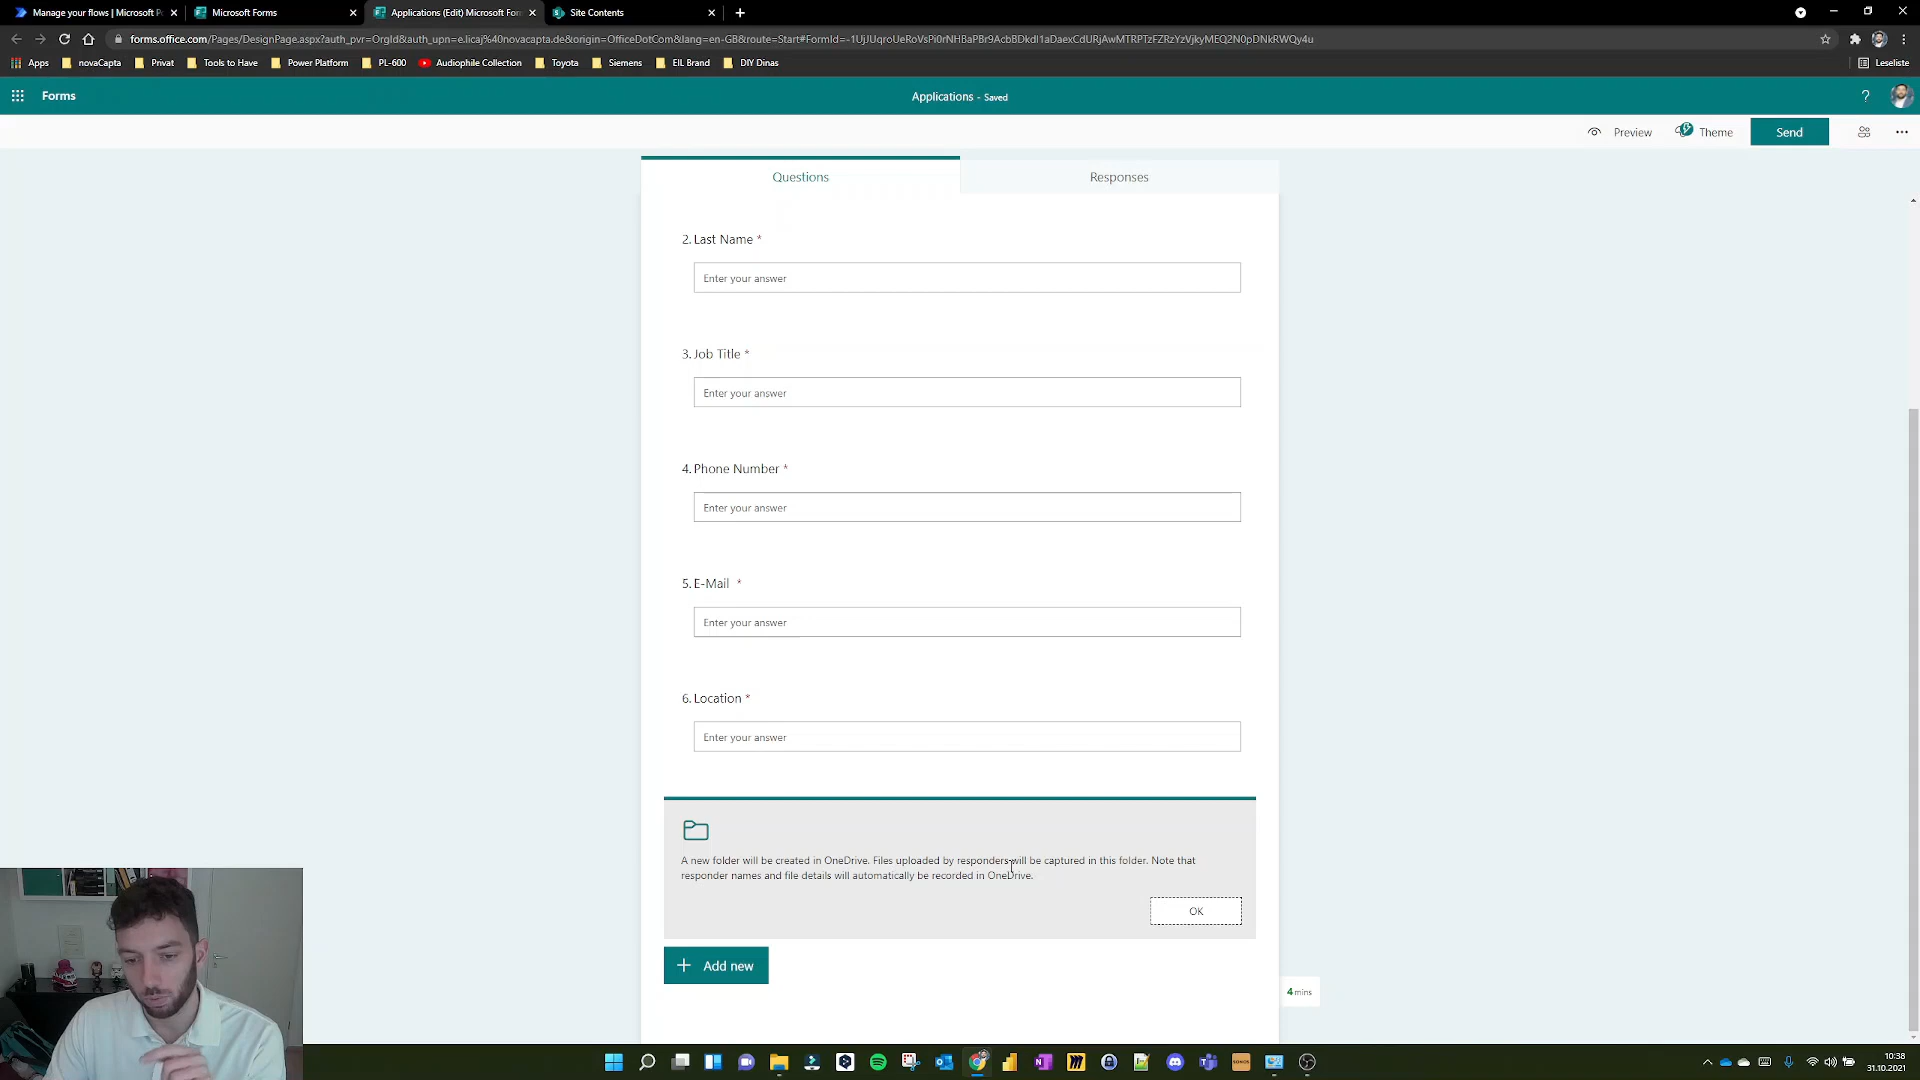 Manage your flows | Microsoft P
Microsoft Forms
Applications (Edit) Microsoft For
Site Contents
forms.office.com/Pages/DesignPage.aspx?auth_pvr=OrgId&auth_upn=e.licaj%40novacapta.de&origin=OfficeDotCom&lang=en-GB&route=Start#FormId=-1UjJUqroUeRoVsPi0rNHBaPBr9AcbBDkdl1aDaexCdURjAwMTRPTzFZRzYzVjkyMEQ2N0pDNkRWQy4u
Apps
novaCapta
Privat
Tools to Have
Power Platform
PL-600
Audiophile Collection
Toyota
Siemens
EIL Brand
DIY Dinas
Leseliste
Forms
Applications - Saved
?
Preview
Theme
Send
Questions
Responses
2. Last Name *
Enter your answer
3. Job Title *
Enter your answer
4. Phone Number *
Enter your answer
5. E-Mail *
Enter your answer
6. Location *
Enter your answer
A new folder will be created in OneDrive. Files uploaded by responders will be captured in this folder. Note that
responder names and file details will automatically be recorded in OneDrive.
OK
+ Add new
4 mins
SONOS
10:38
31.10.2021